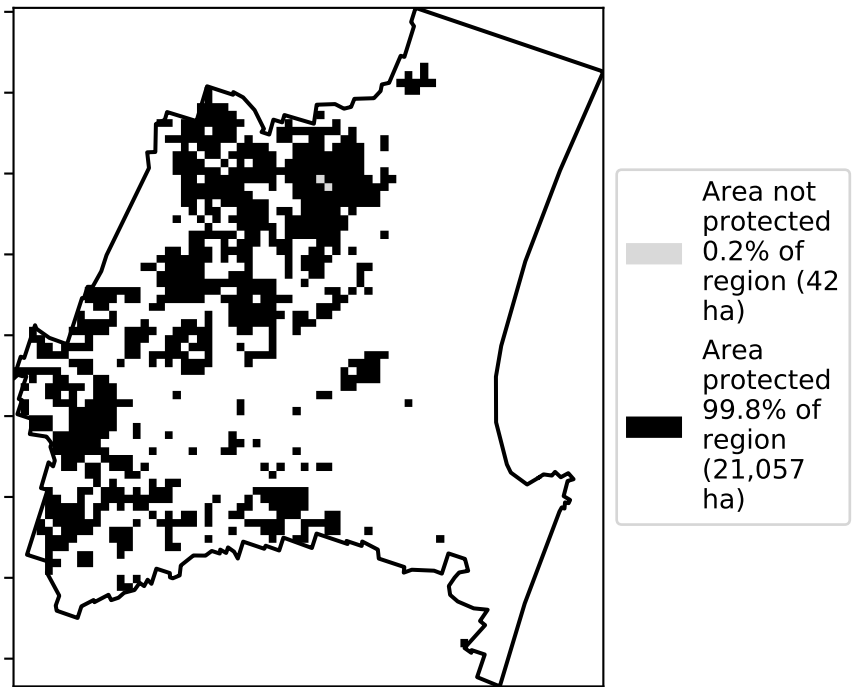 Area not
protected
0.2% of
region (42
ha)
Area
protected
99.8% of
region
(21,057
ha)